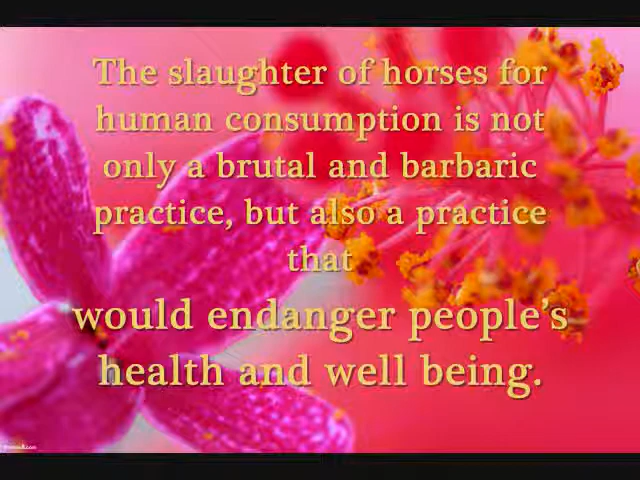 The slaughter of horses for
human consumption is not
only a brutal and barbaric
practice, but also a practice
that
would endanger people's
health and well being.